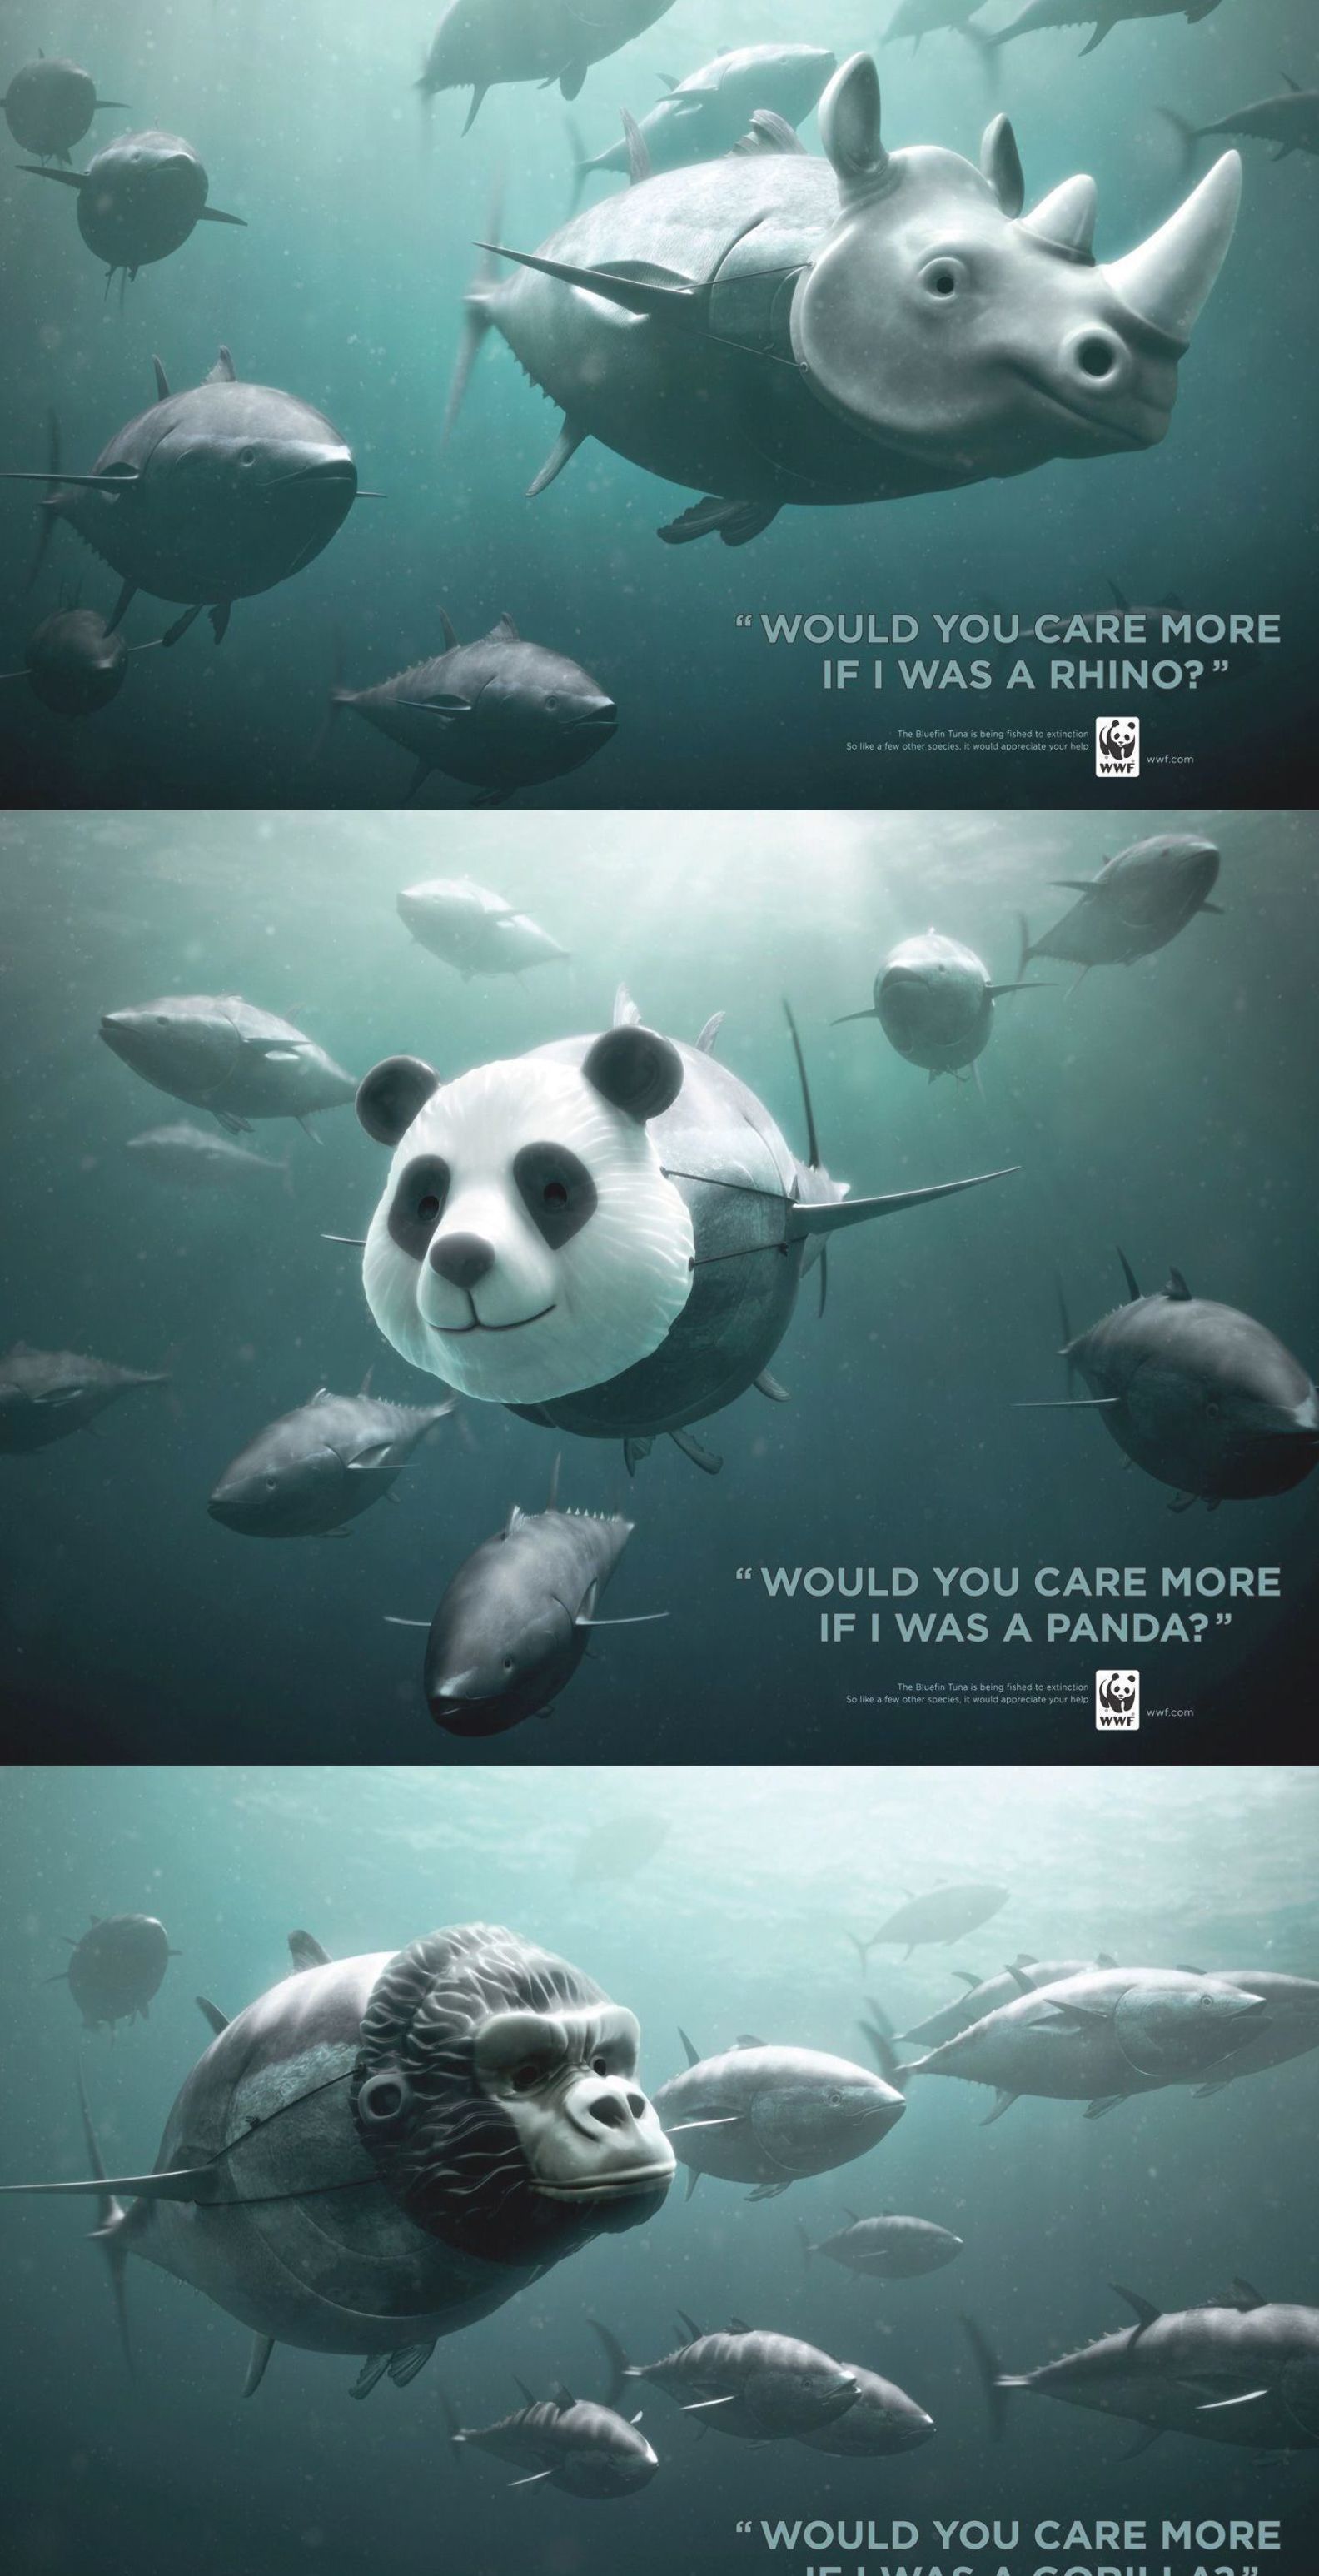 “WOULD YOU CARE MORE
IF I WAS A RHINO?”
The Bluefin Tuna is being fished to extinction
So like a few other species, it would appreciate your help
WWF
wwf.com
“WOULD YOU CARE MORE
IF I WAS A PANDA?”
The Bluefin Tuna is being fished to extinction
So like a few other species, it would appreciate your help
WWF
wwf.com
“WOULD YOU CARE MORE
IF I WAS A GORILLA?”